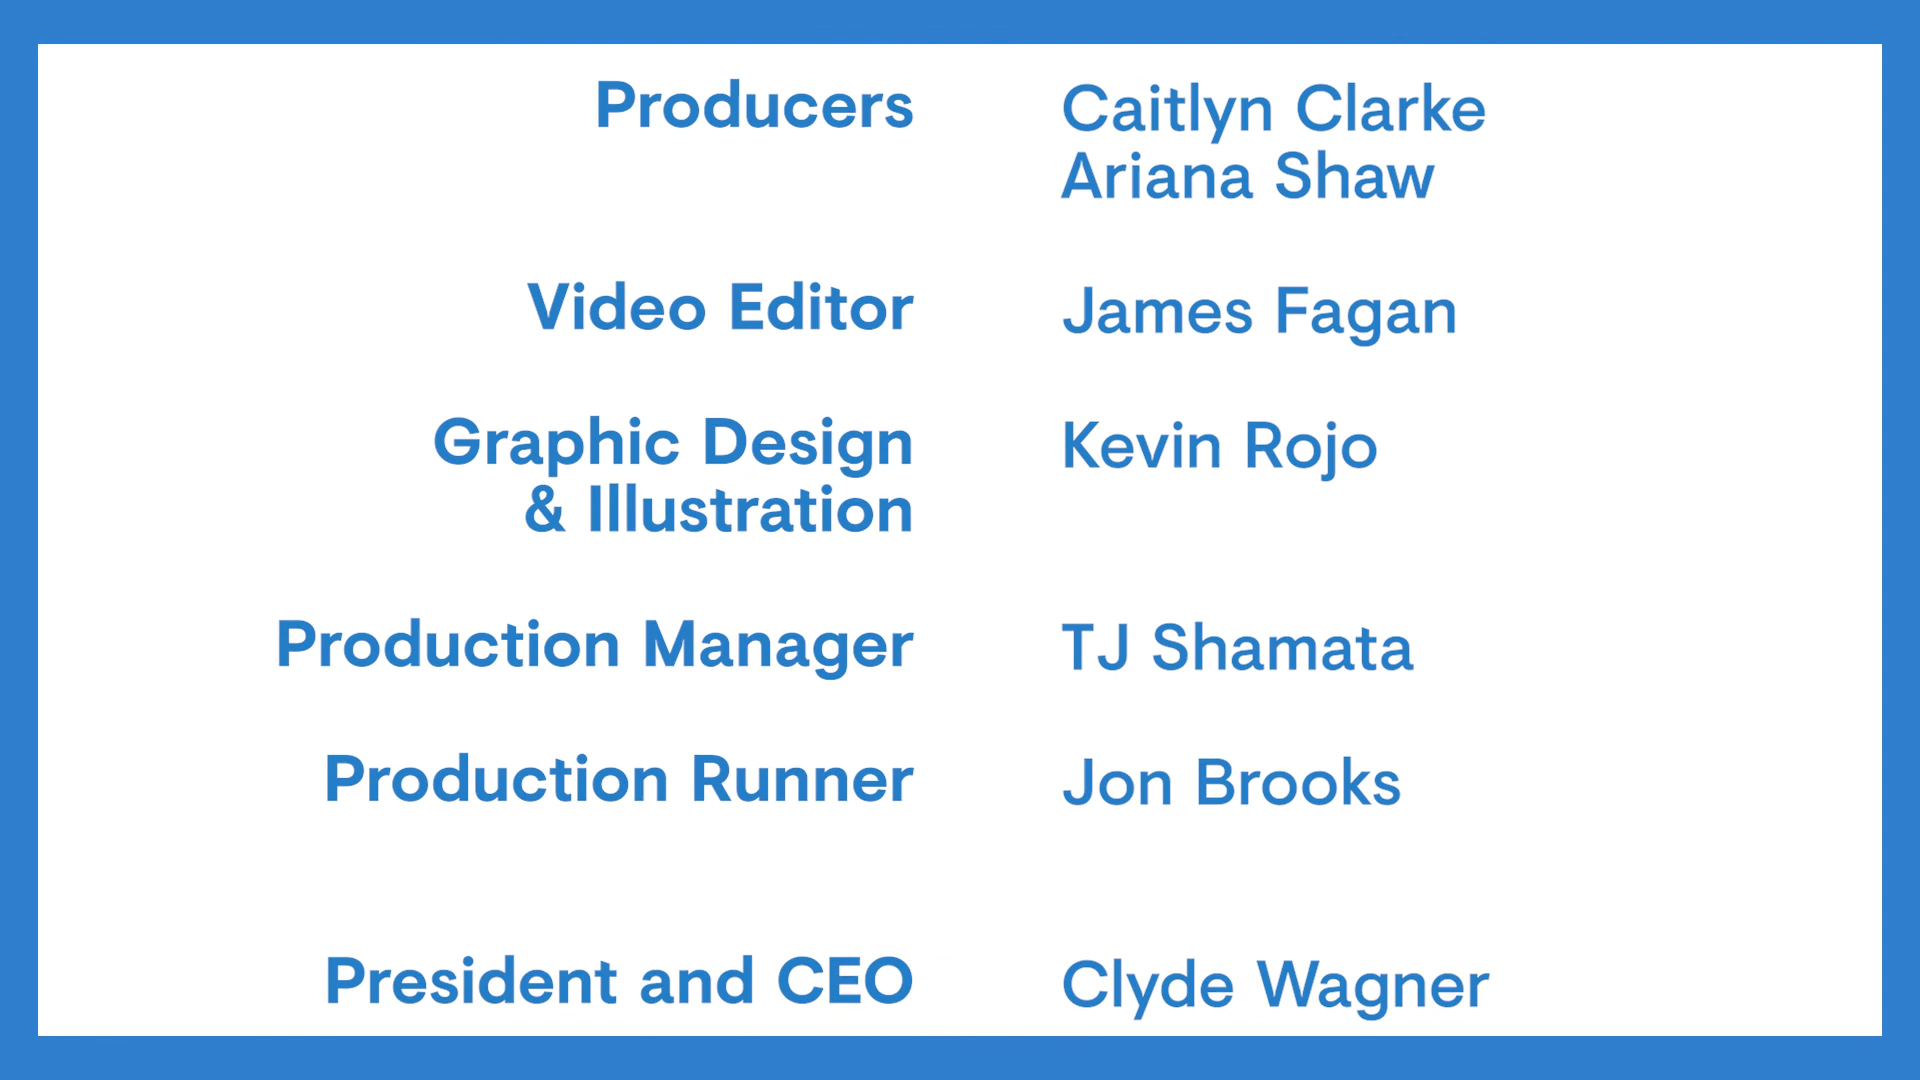 Producers Caitlyn Clarke
Ariana Shaw
Video Editor James Fagan
Graphic Design Kevin Rojo
& Illustration
Production Manager TJ Shamata
Production Runner Jon Brooks
President and CEO Clyde Wagner